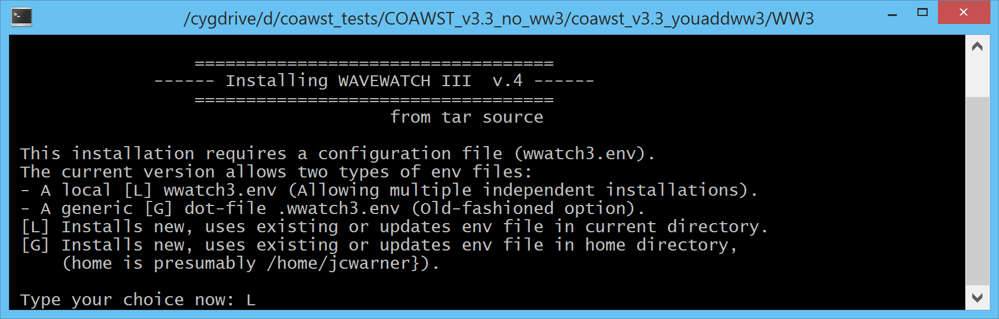 /cygdrive/d/coawst_tests/COAWST_v3.3_no_ww3/coawst_v3.3_youaddww3/WW3
===================================
------ Installing WAVEWATCH III  v.4 ------
===================================
from tar source
This installation requires a configuration file (wwatch3.env).
The current version allows two types of env files:
- A local [L] wwatch3.env (Allowing multiple independent installations).
- A generic [G] dot-file .wwatch3.env (Old-fashioned option).
[L] Installs new, uses existing or updates env file in current directory.
[G] Installs new, uses existing or updates env file in home directory,
(home is presumably /home/jcwarner}).
Type your choice now: L